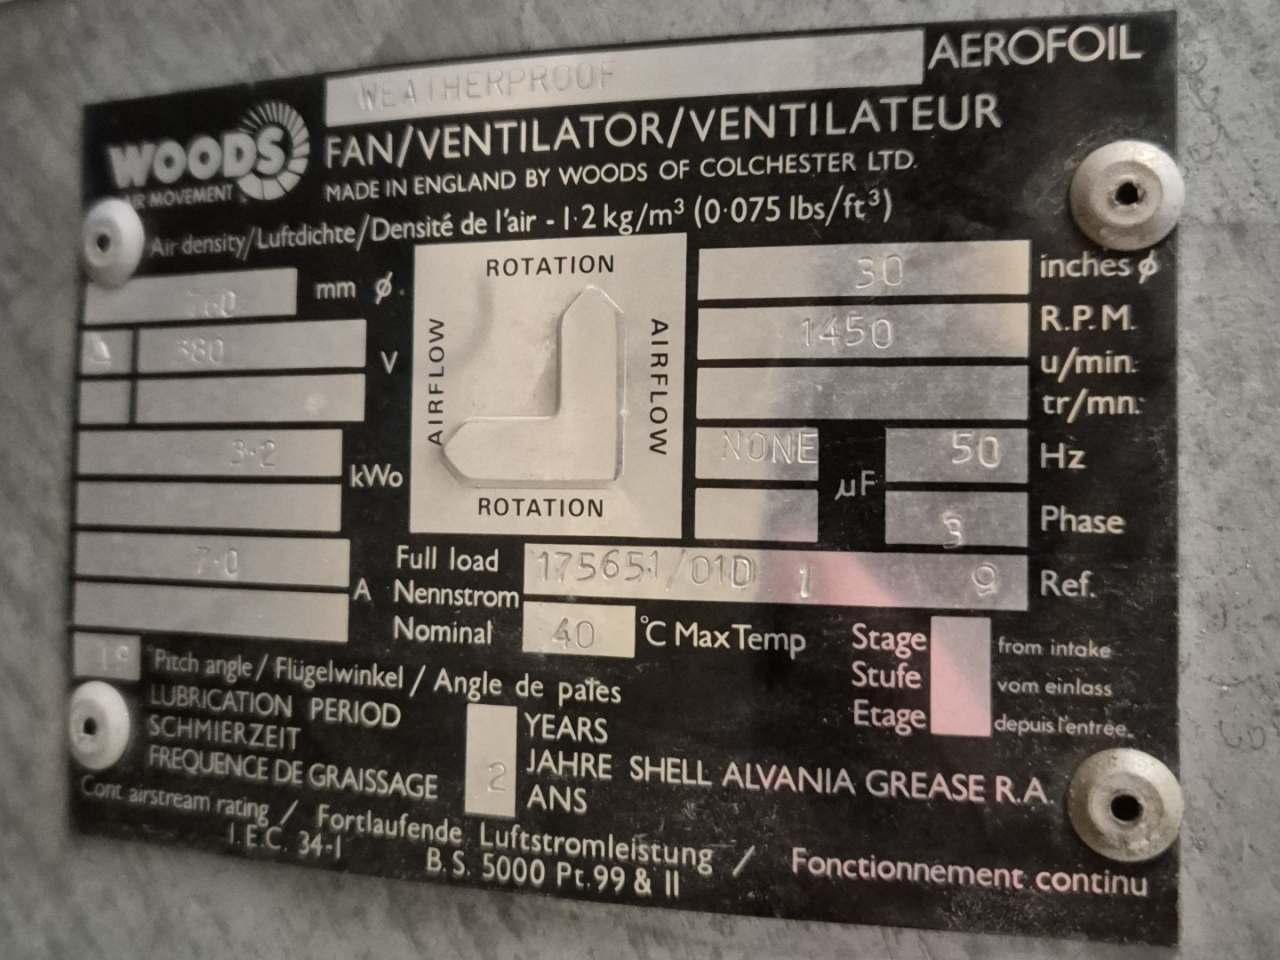 WEATHERPROOF AEROFOIL
WOODS
AIR MOVEMENT
FAN/VENTILATOR/VENTILATEUR
MADE IN ENGLAND BY WOODS OF COLCHESTER LTD.
Air density/Luftdichte/Densité de l'air - 1·2 kg/m³ (0·075 lbs/ft³)
mm ø.
380 V
3·2
kWo
7·0
A
ROTATION
AIRFLOW
AIRFLOW
ROTATION
30 inches ø
1450 R.P.M.
u/min.
tr/mn.
NONE µF
50 Hz
3 Phase
Full load
Nennstrom
Nominal
175651/01D 1 9 Ref.
40 °C Max Temp
Stage from intake
Stufe vom einlass
Etage depuis l'entrée.
Pitch angle / Flügelwinkel / Angle de pales
LUBRICATION PERIOD
SCHMIERZEIT
FREQUENCE DE GRAISSAGE
2
YEARS
JAHRE SHELL ALVANIA GREASE R.A.
ANS
Cont. airstream rating / Fortlaufende Luftstromleistung / Fonctionnement continu
I.E.C. 34-1 B.S. 5000 Pt. 99 & 11